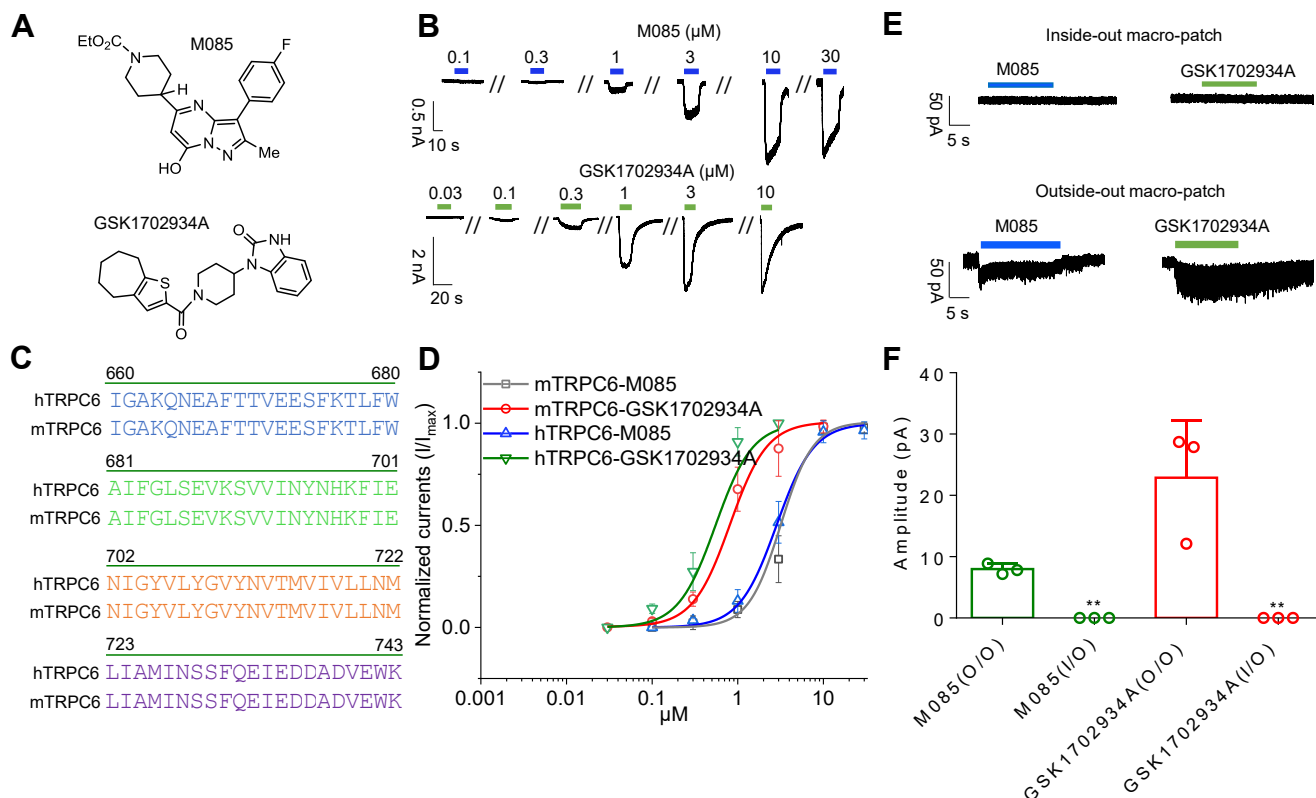 A
M085
EtO2C
N
H
F
N
N
N
HO
Me
GSK1702934A
O
NH
N
S
N
O
B
M085 (µM)
0.1 0.3 1 3 10 30
// // // // //
0.5 nA
10 s
GSK1702934A (µM)
0.03 0.1 0.3 1 3 10
// // // // //
2 nA
20 s
C
660 680
hTRPC6 IGAKQNEAFTTVEESFKTLFW
mTRPC6 IGAKQNEAFTTVEESFKTLFW
681 701
hTRPC6 AIFGLSEVKSVVINYNHKFIE
mTRPC6 AIFGLSEVKSVVINYNHKFIE
702 722
hTRPC6 NIGYVLYGVYNVTMVIVLLNM
mTRPC6 NIGYVLYGVYNVTMVIVLLNM
723 743
hTRPC6 LIAMINSSFQEIEDDADVEWK
mTRPC6 LIAMINSSFQEIEDDADVEWK
D
mTRPC6-M085
mTRPC6-GSK1702934A
hTRPC6-M085
hTRPC6-GSK1702934A
Normalized currents (I/Imax)
1.0
0.5
0.0
0.001 0.01 0.1 1 10
µM
E
Inside-out macro-patch
M085 GSK1702934A
50 pA
5 s
Outside-out macro-patch
M085 GSK1702934A
50 pA
5 s
50 pA
5 s
F
Amplitude (pA)
40
30
20
10
0
** **
M085(O/O)
M085(I/O)
GSK1702934A(O/O)
GSK1702934A(I/O)